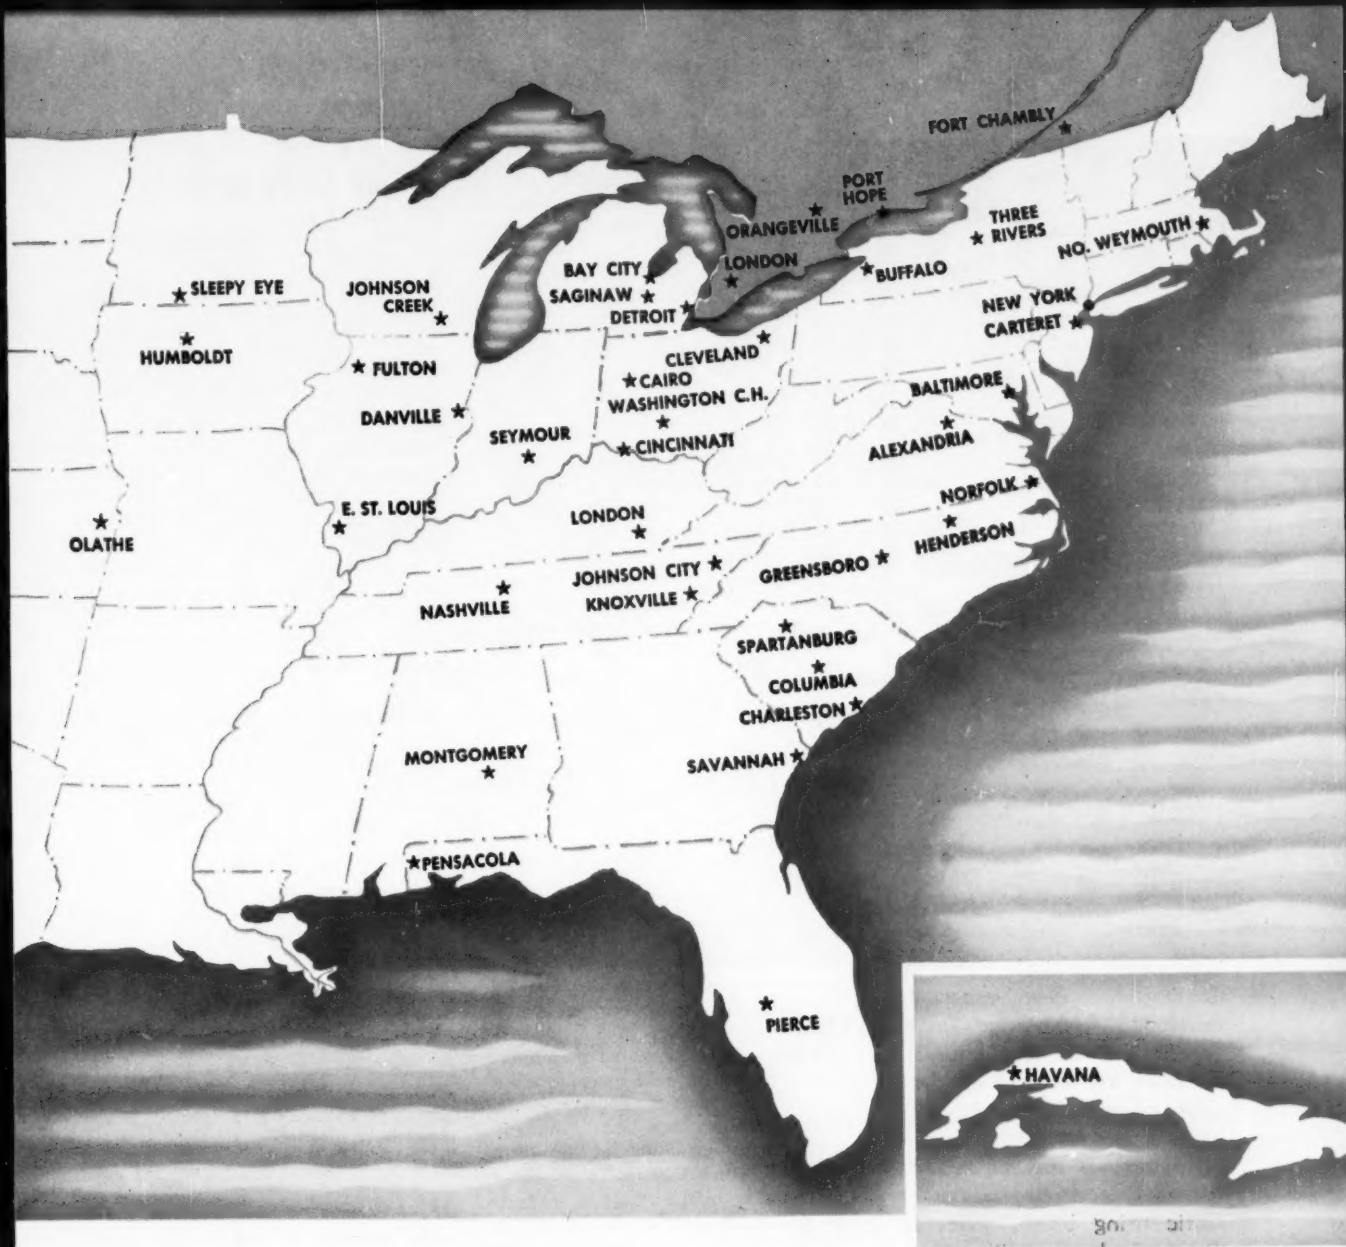 FORT CHAMBLY
PORT
HOPE
ORANGEVILLE
THREE
RIVERS
NO. WEYMOUTH
LONDON
BAY CITY
BUFFALO
SLEEPY EYE
JOHNSON
CREEK
SAGINAW
DETROIT
NEW YORK
CARTERET
HUMBOLDT
CLEVELAND
FULTON
CAIRO
BALTIMORE
WASHINGTON C.H.
DANVILLE
SEYMOUR
CINCINNATI
ALEXANDRIA
NORFOLK
E. ST. LOUIS
LONDON
OLATHE
HENDERSON
JOHNSON CITY
GREENSBORO
KNOXVILLE
NASHVILLE
SPARTANBURG
COLUMBIA
CHARLESTON
MONTGOMERY
SAVANNAH
PENSACOLA
PIERCE
HAVANA